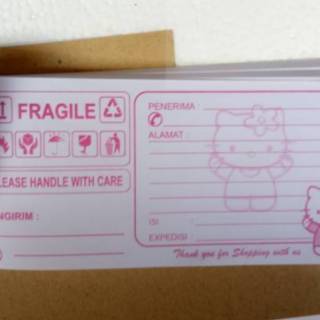 FRAGILE
LEASE HANDLE WITH CARE
NGIRIM :
PENERIMA :
ALAMAT :
ISI :
EXPEDISI :
Thank you for Shopping with us